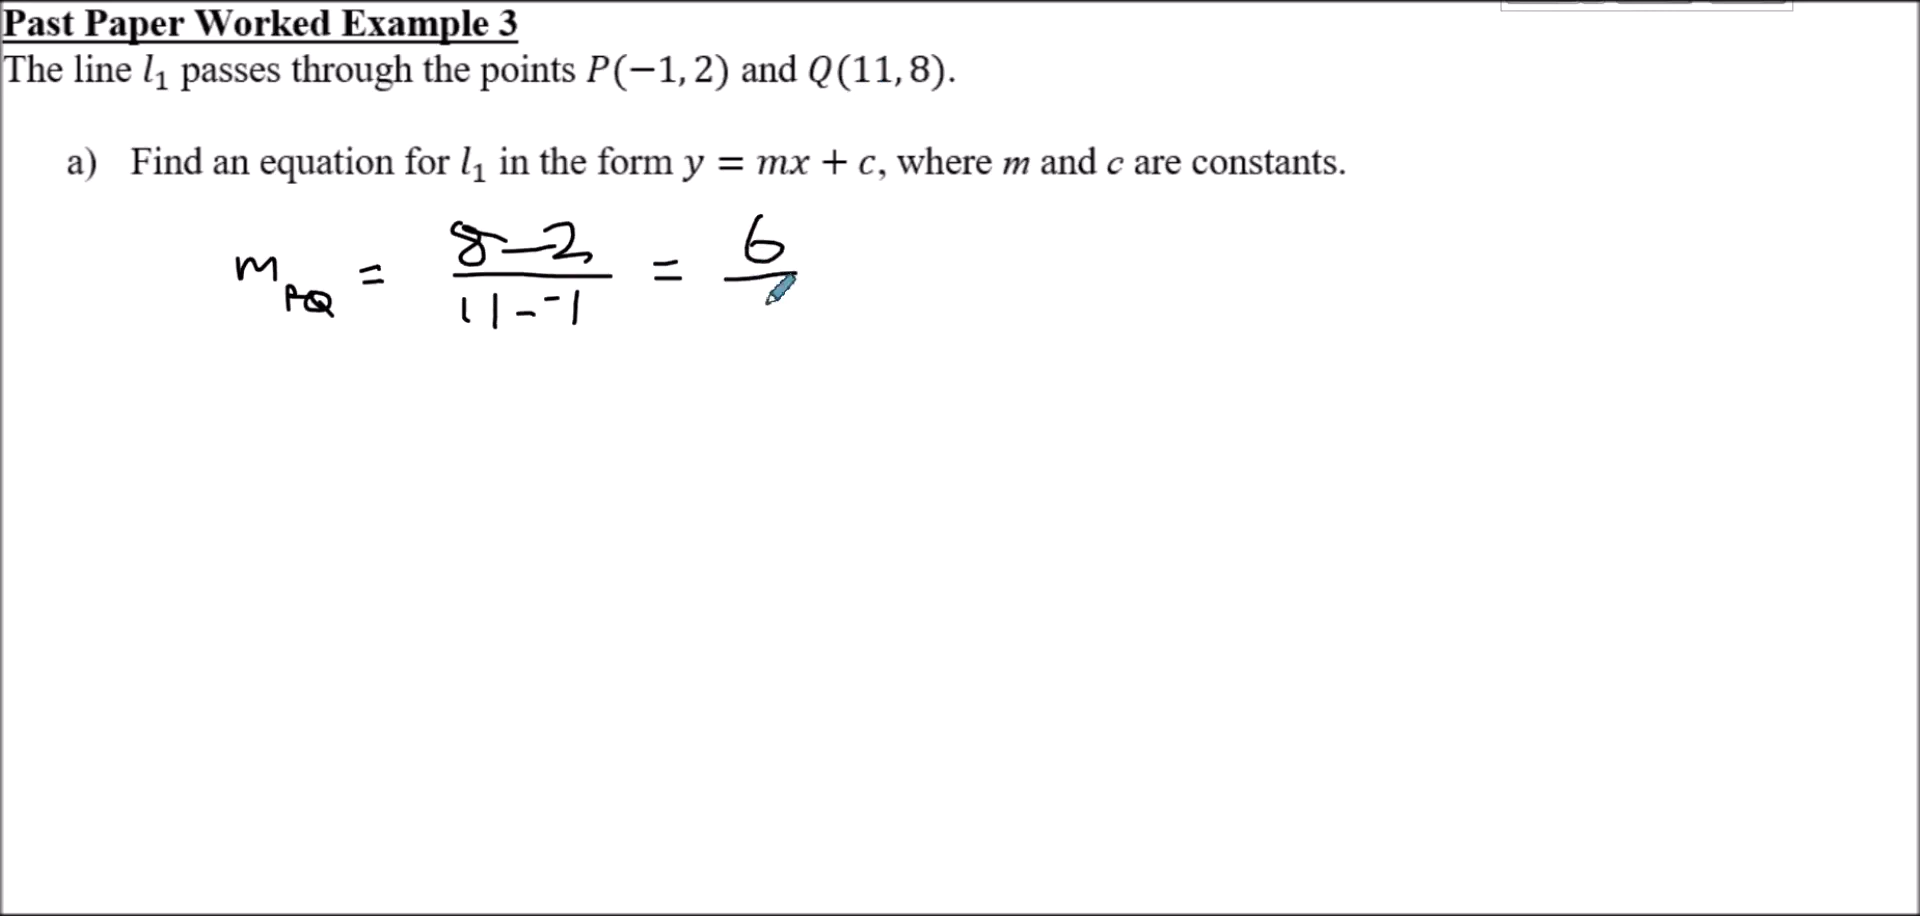 Past Paper Worked Example 3
The line l₁ passes through the points P(−1, 2) and Q(11, 8).
a) Find an equation for l₁ in the form y = mx + c, where m and c are constants.
m_PQ = (8 - 2)/(11 - -1) = 6/